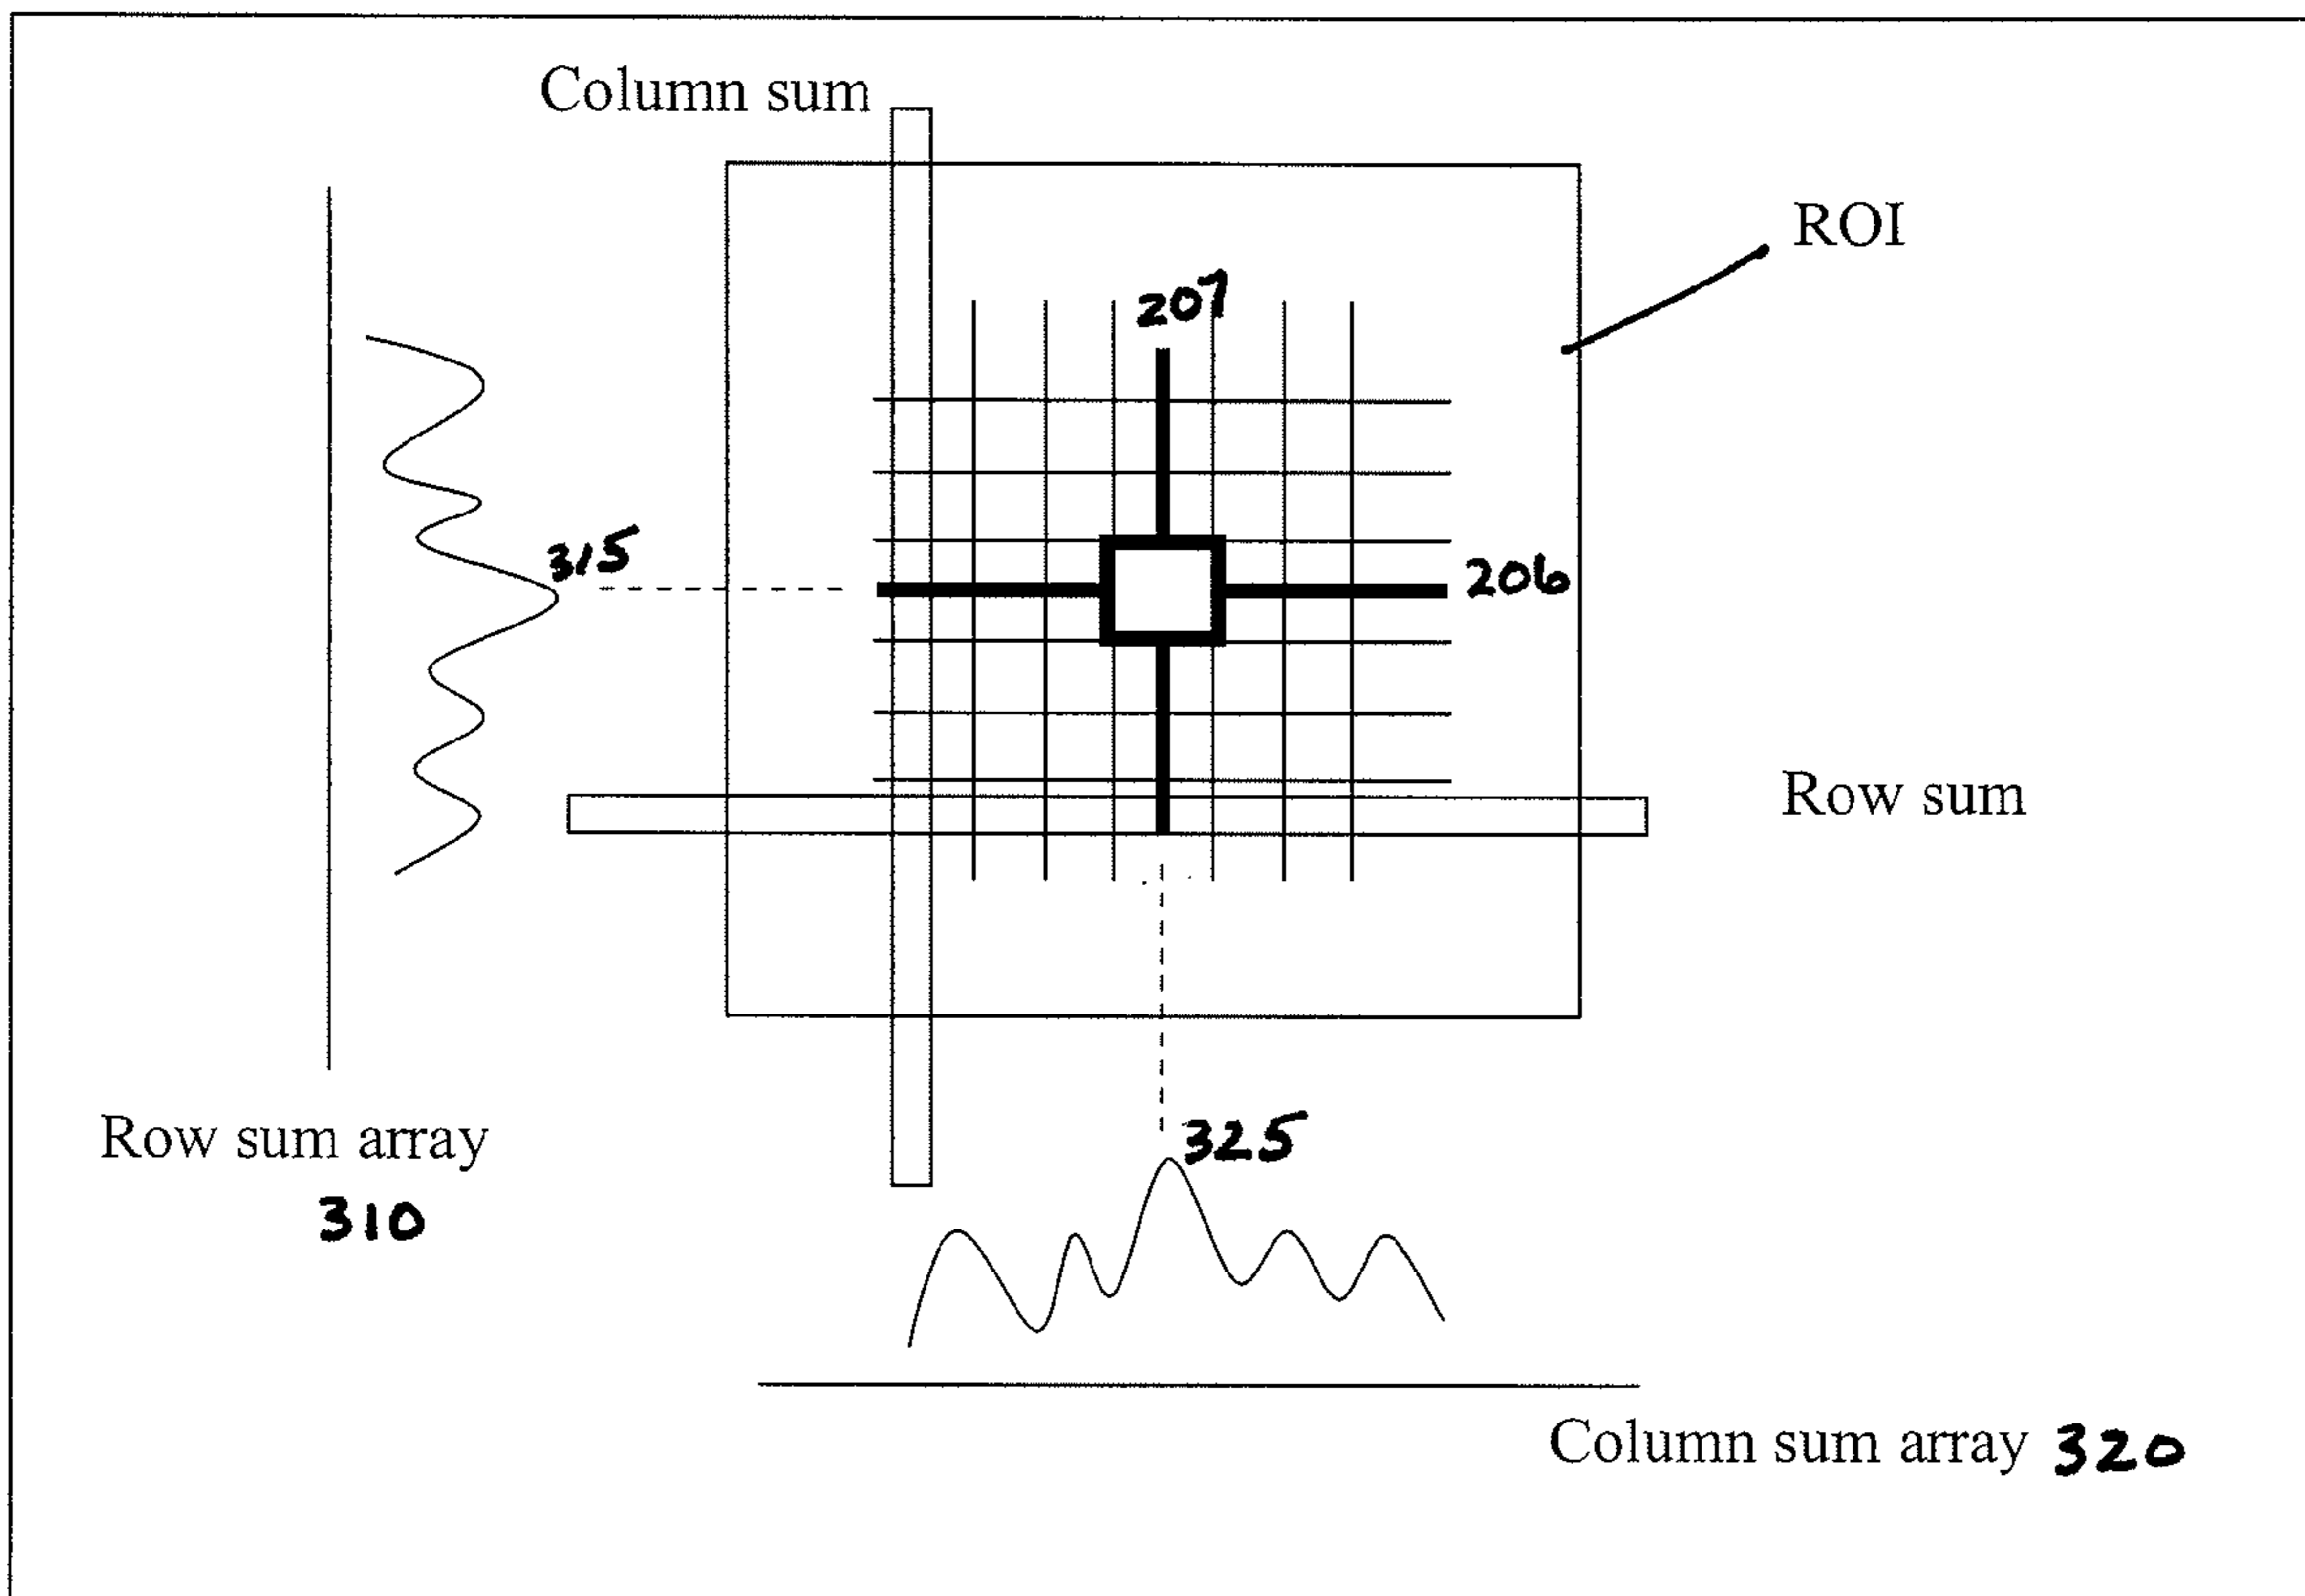 Column sum
ROI
207
315
206
Row sum
Row sum array
310
325
Column sum array 320